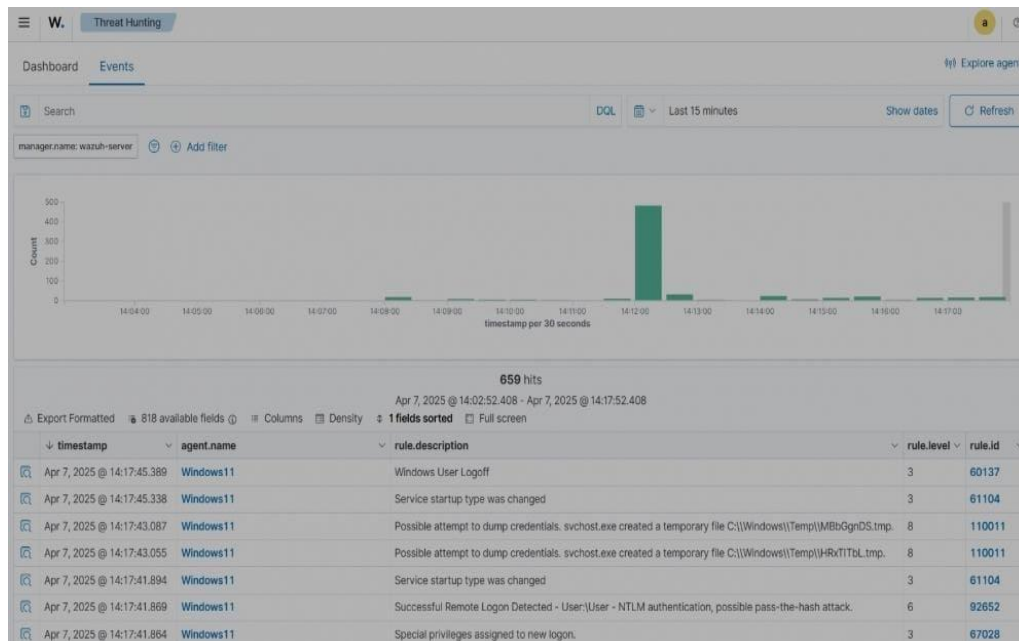 W. Threat Hunting a
Dashboard Events Explore agen
Search DQL Last 15 minutes Show dates Refresh
manager.name: wazuh-server Add filter
500
400
300
200
100
0
Count
14:04:00 14:05:00 14:06:00 14:07:00 14:08:00 14:09:00 14:10:00 14:11:00 14:12:00 14:13:00 14:14:00 14:15:00 14:16:00 14:17:00
timestamp per 30 seconds
659 hits
Apr 7, 2025 @ 14:02:52.408 - Apr 7, 2025 @ 14:17:52.408
Export Formatted 818 available fields Columns Density 1 fields sorted Full screen
timestamp agent.name rule.description rule.level rule.id
Apr 7, 2025 @ 14:17:45.389 Windows11 Windows User Logoff 3 60137
Apr 7, 2025 @ 14:17:45.338 Windows11 Service startup type was changed 3 61104
Apr 7, 2025 @ 14:17:43.087 Windows11 Possible attempt to dump credentials. svchost.exe created a temporary file C:\\Windows\\Temp\\MBbGgnDS.tmp. 8 110011
Apr 7, 2025 @ 14:17:43.055 Windows11 Possible attempt to dump credentials. svchost.exe created a temporary file C:\\Windows\\Temp\\HRxTITbL.tmp. 8 110011
Apr 7, 2025 @ 14:17:41.894 Windows11 Service startup type was changed 3 61104
Apr 7, 2025 @ 14:17:41.869 Windows11 Successful Remote Logon Detected - User:\User - NTLM authentication, possible pass-the-hash attack. 6 92652
Apr 7, 2025 @ 14:17:41.864 Windows11 Special privileges assigned to new logon. 3 67028